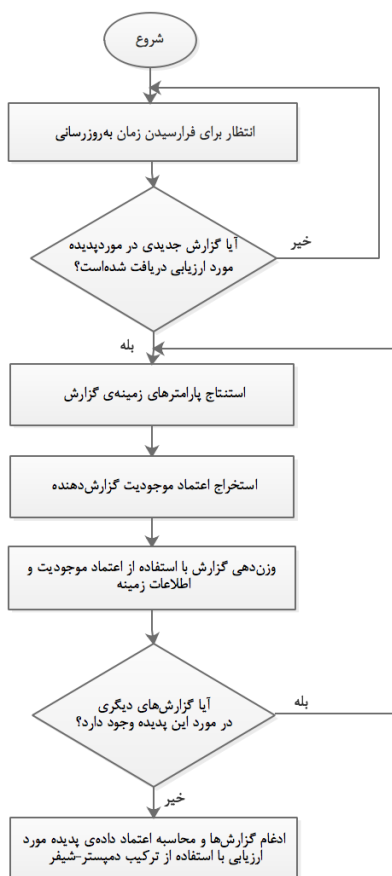 شروع
انتظار برای فرارسیدن زمان به‌روزرسانی
آیا گزارش جدیدی در موردپدیده
مورد ارزیابی دریافت شده‌است؟
خیر
بله
استنتاج پارامترهای زمینه‌ی گزارش
استخراج اعتماد موجودیت گزارش‌دهنده
وزن‌دهی گزارش با استفاده از اعتماد موجودیت و
اطلاعات زمینه
آیا گزارش‌های دیگری
در مورد این پدیده وجود دارد؟
بله
خیر
ادغام گزارش‌ها و محاسبه اعتماد داده‌ی پدیده مورد
ارزیابی با استفاده از ترکیب دمپستر-شیفر